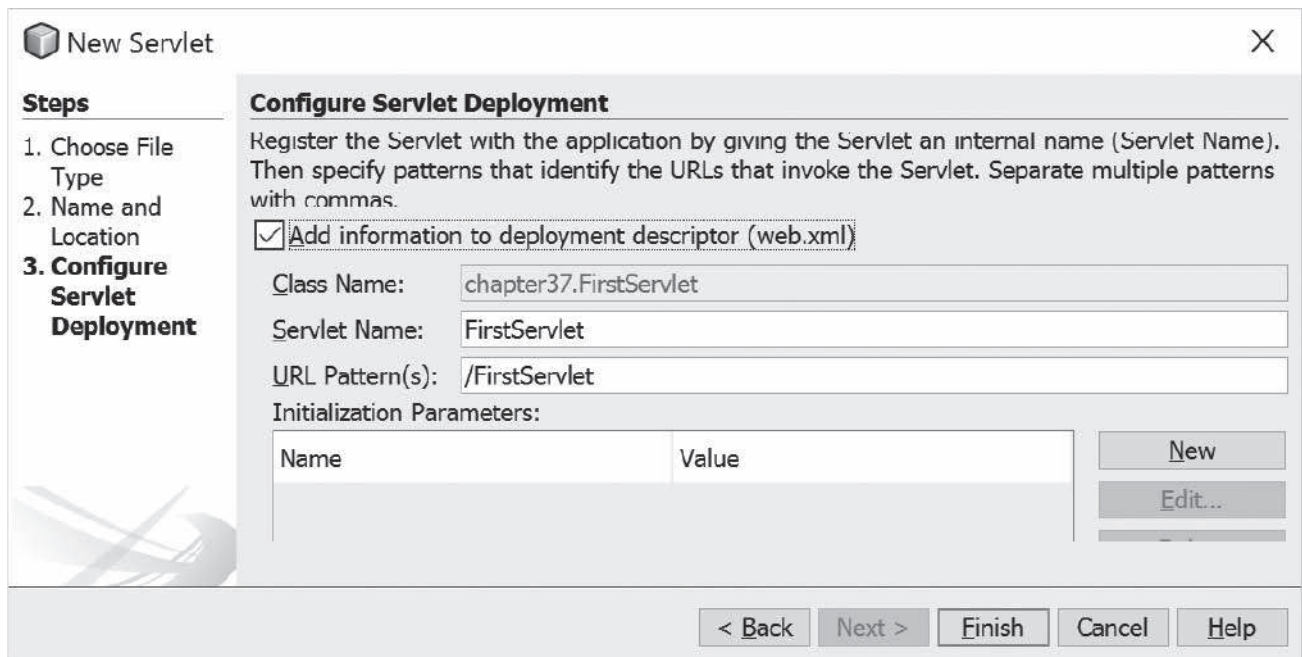 New Servlet
Steps
1. Choose File
Type
2. Name and
Location
3. Configure
Servlet
Deployment
Configure Servlet Deployment
Register the Servlet with the application by giving the Servlet an internal name (Servlet Name).
Then specify patterns that identify the URLs that invoke the Servlet. Separate multiple patterns
with commas.
Add information to deployment descriptor (web.xml)
Class Name: chapter37.FirstServlet
Servlet Name: FirstServlet
URL Pattern(s): /FirstServlet
Initialization Parameters:
Name Value
New
Edit...
< Back Next > Finish Cancel Help